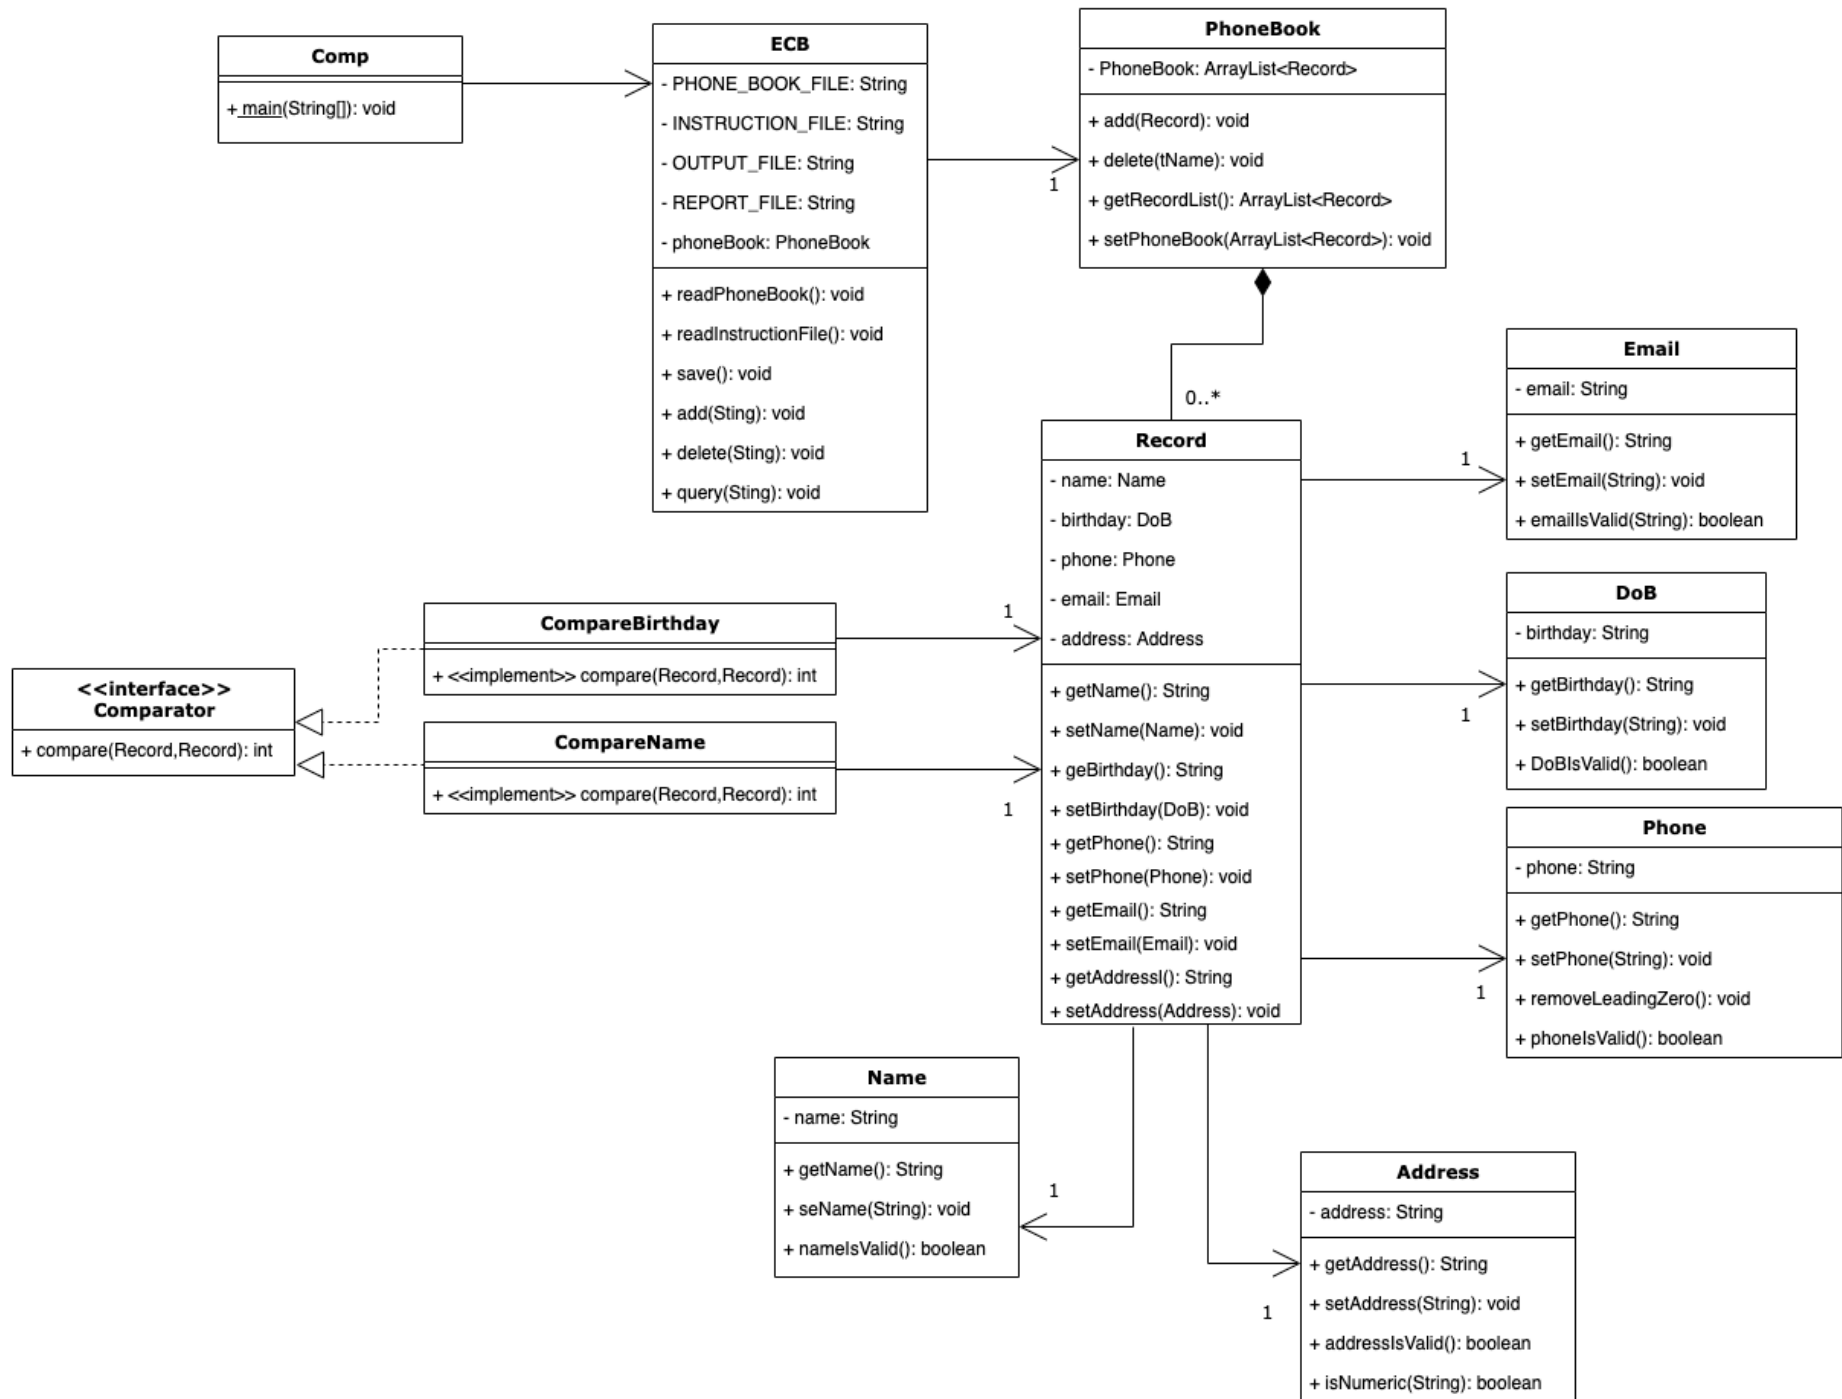 Comp
+ main(String[]): void
ECB
- PHONE_BOOK_FILE: String
- INSTRUCTION_FILE: String
- OUTPUT_FILE: String
- REPORT_FILE: String
- phoneBook: PhoneBook
+ readPhoneBook(): void
+ readInstructionFile(): void
+ save(): void
+ add(Sting): void
+ delete(Sting): void
+ query(Sting): void
1
PhoneBook
- PhoneBook: ArrayList<Record>
+ add(Record): void
+ delete(tName): void
+ getRecordList(): ArrayList<Record>
+ setPhoneBook(ArrayList<Record>): void
0..*
Record
- name: Name
- birthday: DoB
- phone: Phone
- email: Email
- address: Address
+ getName(): String
+ setName(Name): void
+ geBirthday(): String
+ setBirthday(DoB): void
+ getPhone(): String
+ setPhone(Phone): void
+ getEmail(): String
+ setEmail(Email): void
+ getAddressl(): String
+ setAddress(Address): void
1
Email
- email: String
+ getEmail(): String
+ setEmail(String): void
+ emailIsValid(String): boolean
1
DoB
- birthday: String
+ getBirthday(): String
+ setBirthday(String): void
+ DoBIsValid(): boolean
1
Phone
- phone: String
+ getPhone(): String
+ setPhone(String): void
+ removeLeadingZero(): void
+ phoneIsValid(): boolean
<<interface>>
Comparator
+ compare(Record,Record): int
CompareBirthday
+ <<implement>> compare(Record,Record): int
1
CompareName
+ <<implement>> compare(Record,Record): int
1
Name
- name: String
+ getName(): String
+ seName(String): void
+ nameIsValid(): boolean
1
Address
- address: String
+ getAddress(): String
+ setAddress(String): void
+ addressIsValid(): boolean
+ isNumeric(String): boolean
1